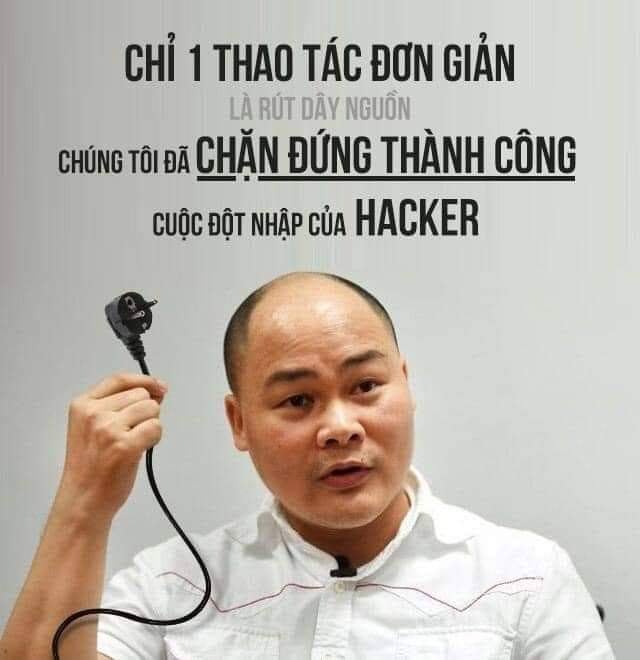 CHỈ 1 THAO TÁC ĐƠN GIẢN
LÀ RÚT DÂY NGUỒN
CHÚNG TÔI ĐÃ CHẶN ĐỨNG THÀNH CÔNG
CUỘC ĐỘT NHẬP CỦA HACKER